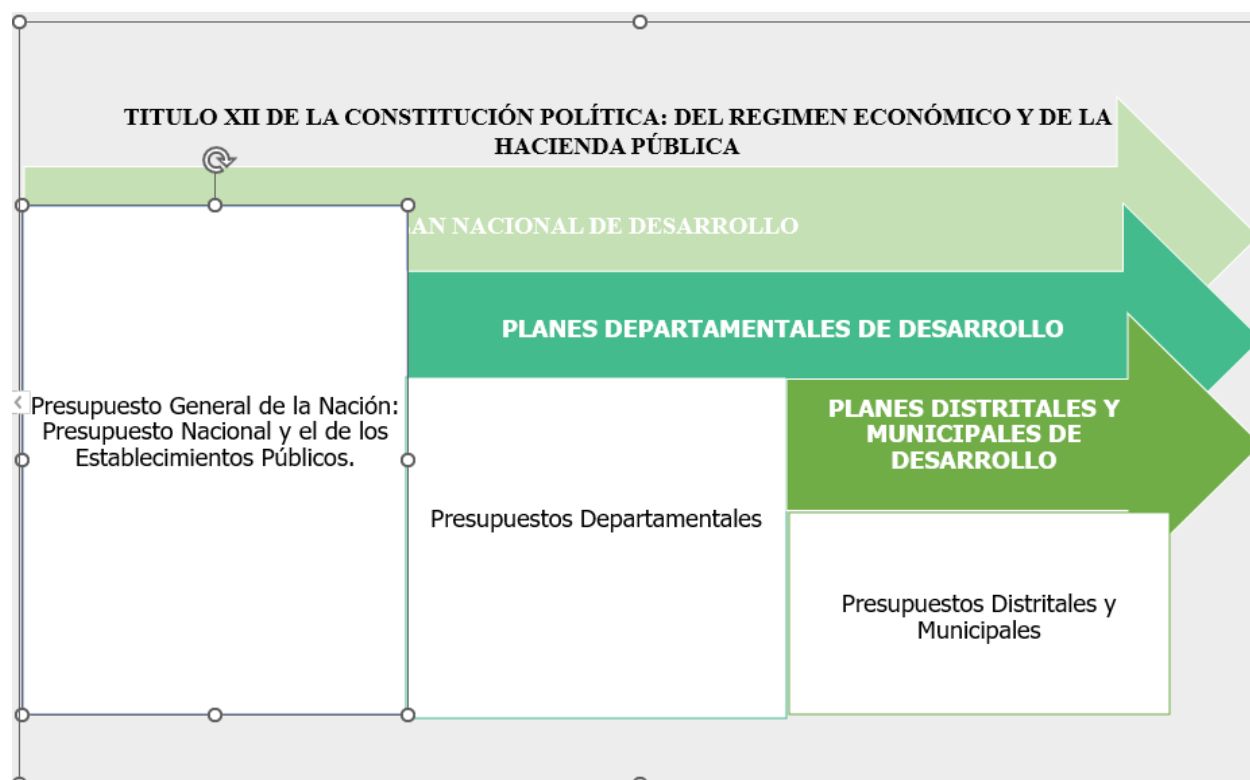 TITULO XII DE LA CONSTITUCIÓN POLÍTICA: DEL REGIMEN ECONÓMICO Y DE LA
HACIENDA PÚBLICA
NACIONAL DE DESARROLLO
PLANES DEPARTAMENTALES DE DESARROLLO
PLANES DISTRITALES Y
MUNICIPALES DE
DESARROLLO
Presupuesto General de la Nación:
Presupuesto Nacional y el de los
Establecimientos Públicos.
Presupuestos Departamentales
Presupuestos Distritales y
Municipales